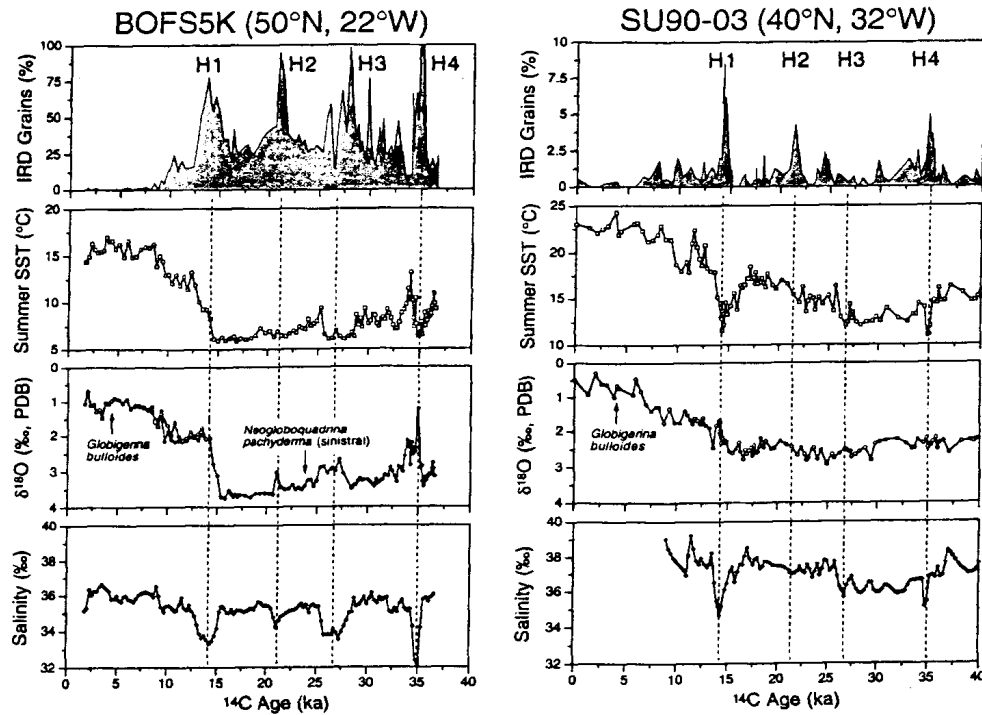 BOFS5K (50°N, 22°W)
IRD Grains (%)
100
75
50
25
0
H1
H2
H3
H4
Summer SST (°C)
20
15
10
5
δ18O (‰, PDB)
0
1
2
3
4
Globigerina
bulloides
Neogloboquadrina
pachyderma (sinistral)
Salinity (‰)
40
38
36
34
32
0
5
10
15
20
25
30
35
40
14C Age (ka)
SU90-03 (40°N, 32°W)
IRD Grains (%)
10
7.5
5
2.5
0
H1
H2
H3
H4
Summer SST (°C)
25
20
15
10
δ18O (‰, PDB)
0
1
2
3
4
Globigerina
bulloides
Salinity (‰)
40
38
36
34
32
0
5
10
15
20
25
30
35
40
14C Age (ka)